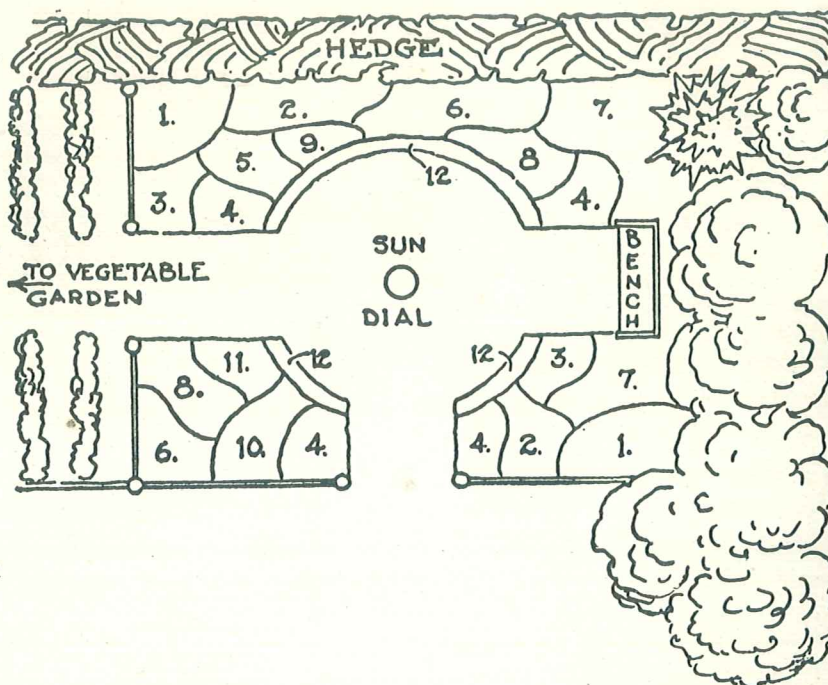 HEDGE
1. 2. 6. 7.
9.
5. 8
12
3. 4. 4.
SUN
DIAL
BENCH
TO VEGETABLE
GARDEN
11. 12 12 3.
8. 7.
6. 10. 4. 4. 2. 1.